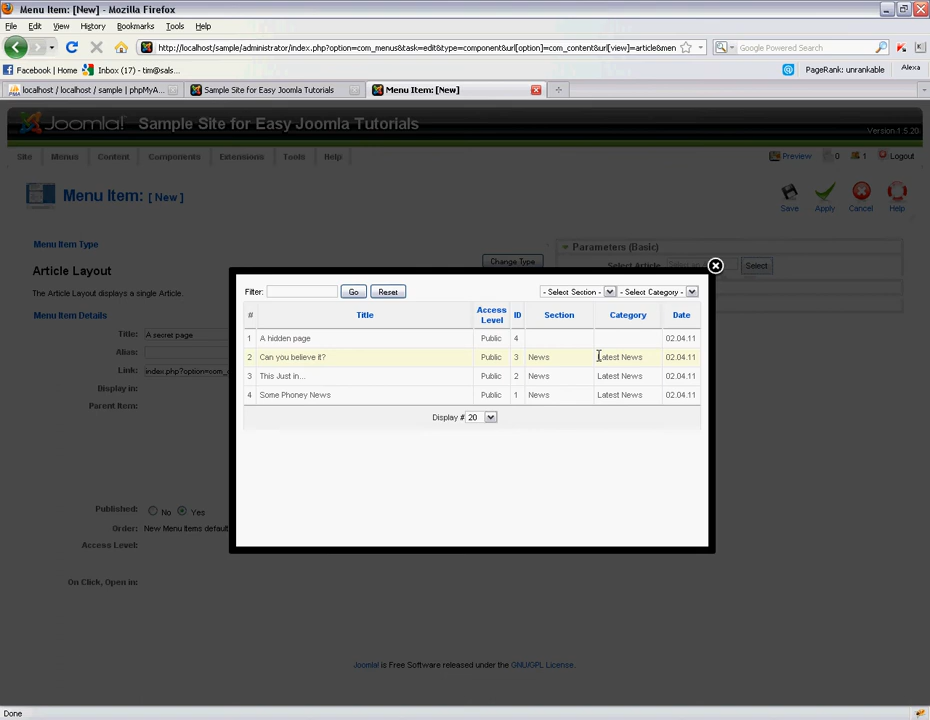 Menu Item: [New] - Mozilla Firefox
File Edit View History Bookmarks Tools Help
http://localhost/sample/administrator/index.php?option=com_menus&task=edit&type=component&url[option]=com_content&url[view]=article&men
Google Powered Search
Facebook | Home Inbox (17) - tim@sals... PageRank: unrankable Alexa
localhost / localhost / sample | phpMyA... Sample Site for Easy Joomla Tutorials Menu Item: [New]
Joomla! Sample Site for Easy Joomla Tutorials Version 1.5.20
Site Menus Content Components Extensions Tools Help Preview 0 1 Logout
Menu Item: [ New ] Save Apply Cancel Help
Menu Item Type Parameters (Basic)
Article Layout Change Type Select Article Select
The Article Layout displays a single Article.
Menu Item Details
Title: A secret page
Alias:
Link: index.php?option=com_
Display in:
Parent Item:
Published: No Yes
Order: New Menu Items default
Access Level:
On Click, Open in:
Filter: Go Reset - Select Section - - Select Category -
# Title Access Level ID Section Category Date
1 A hidden page Public 4 02.04.11
2 Can you believe it? Public 3 News Latest News 02.04.11
3 This Just in... Public 2 News Latest News 02.04.11
4 Some Phoney News Public 1 News Latest News 02.04.11
Display # 20
Joomla! is Free Software released under the GNU/GPL License.
Done